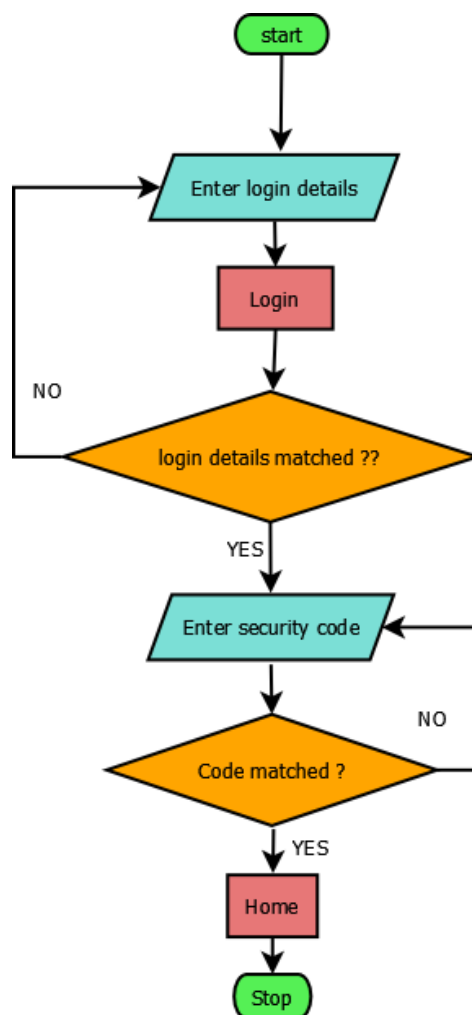 start
Enter login details
Login
NO
login details matched ??
YES
Enter security code
NO
Code matched ?
YES
Home
Stop